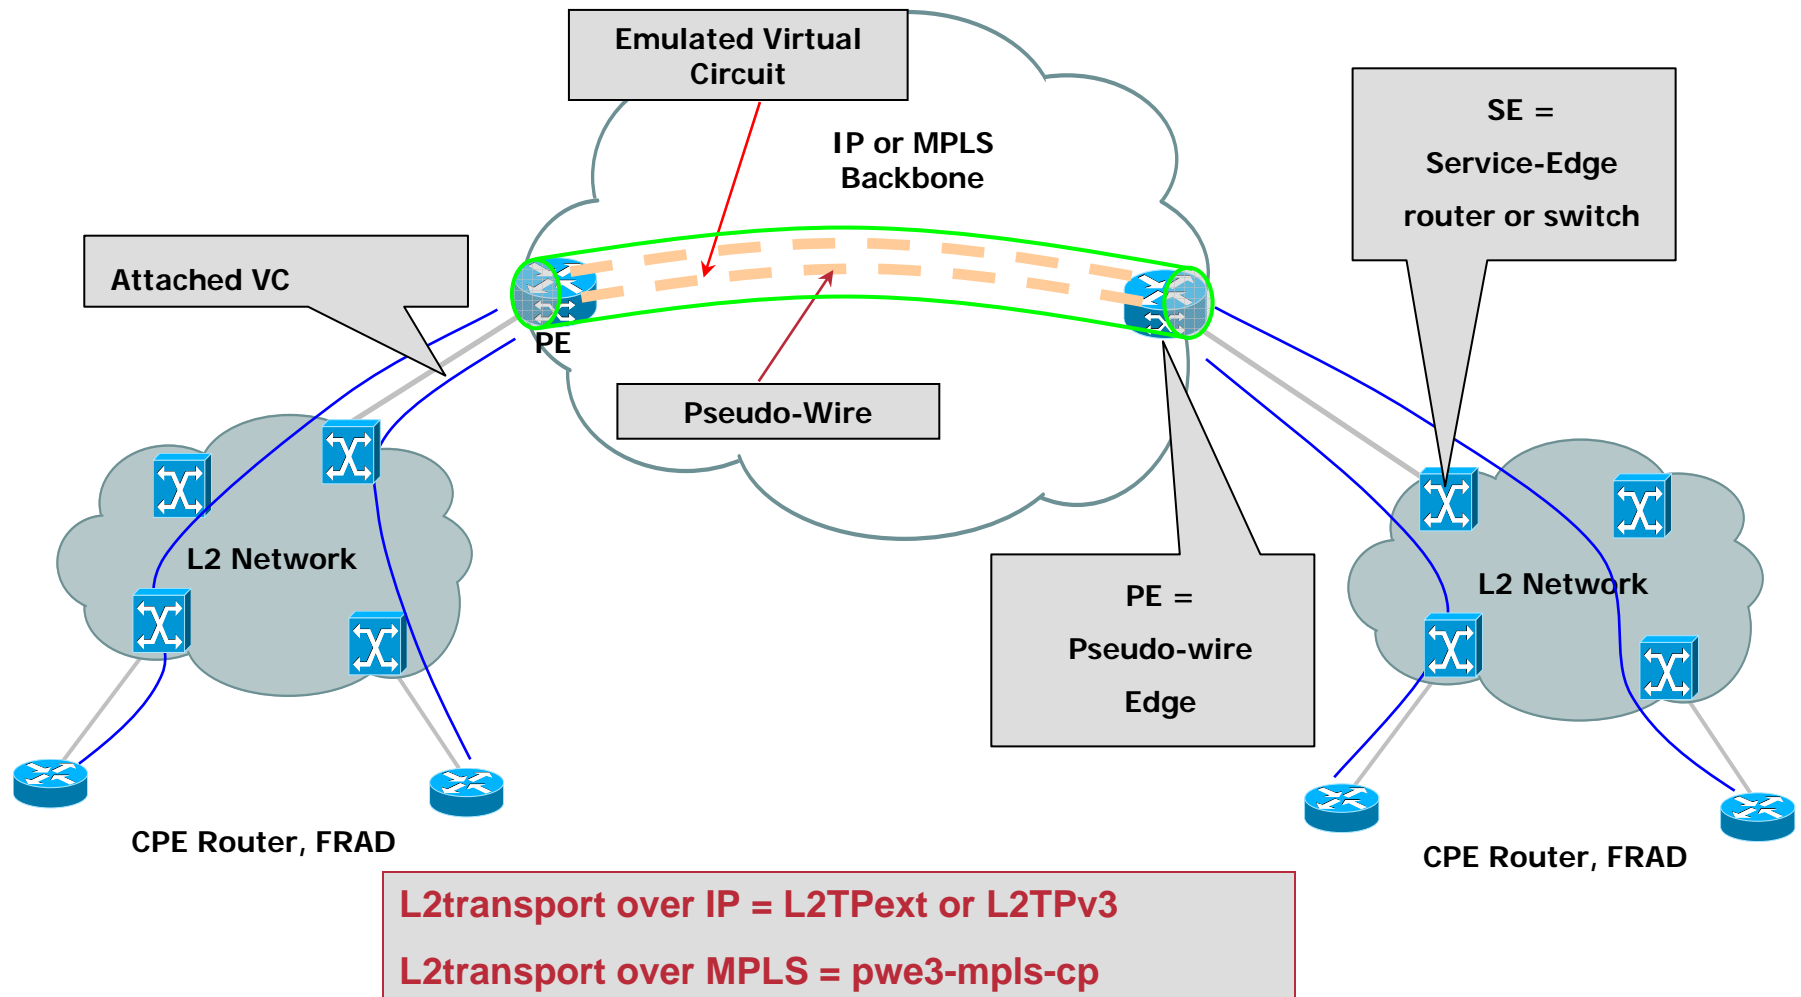 Emulated Virtual
Circuit
IP or MPLS
Backbone
SE =
Service-Edge
router or switch
Attached VC
PE
Pseudo-Wire
L2 Network
PE =
Pseudo-wire
Edge
L2 Network
CPE Router, FRAD
CPE Router, FRAD
L2transport over IP = L2TPext or L2TPv3
L2transport over MPLS = pwe3-mpls-cp